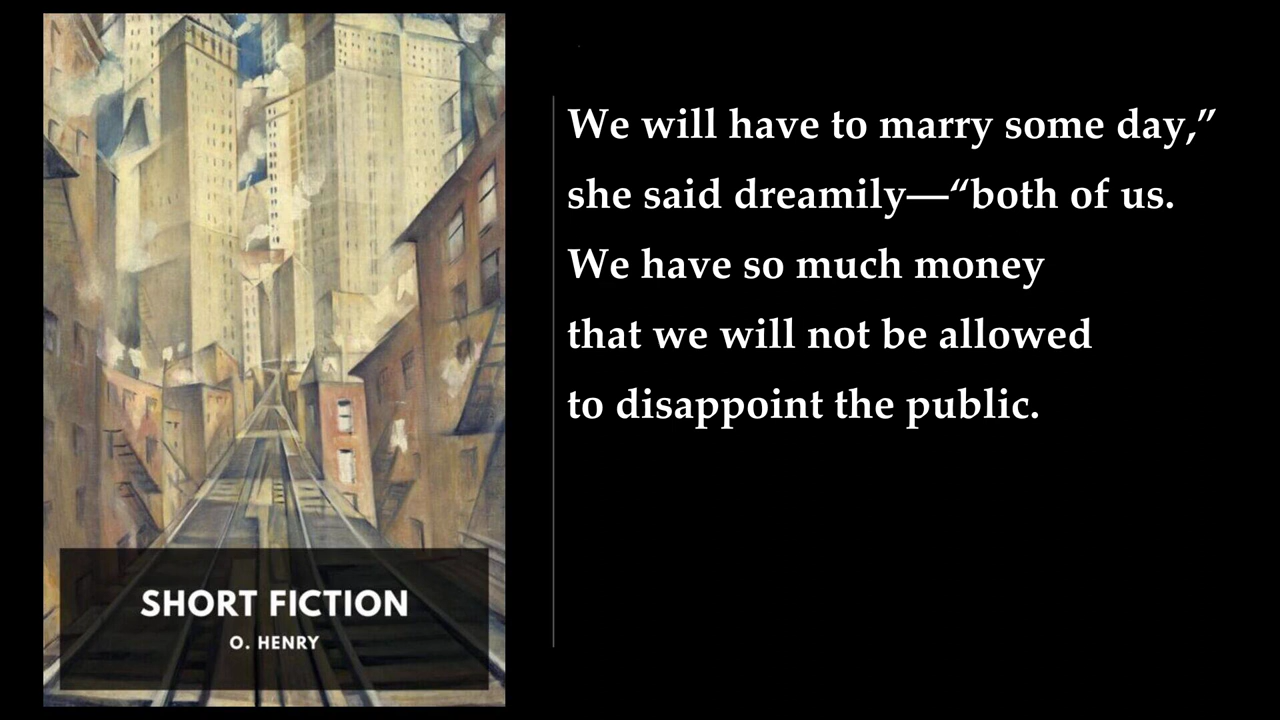 We will have to marry some day,”
she said dreamily—“both of us.
We have so much money
that we will not be allowed
to disappoint the public.
SHORT FICTION
O. HENRY